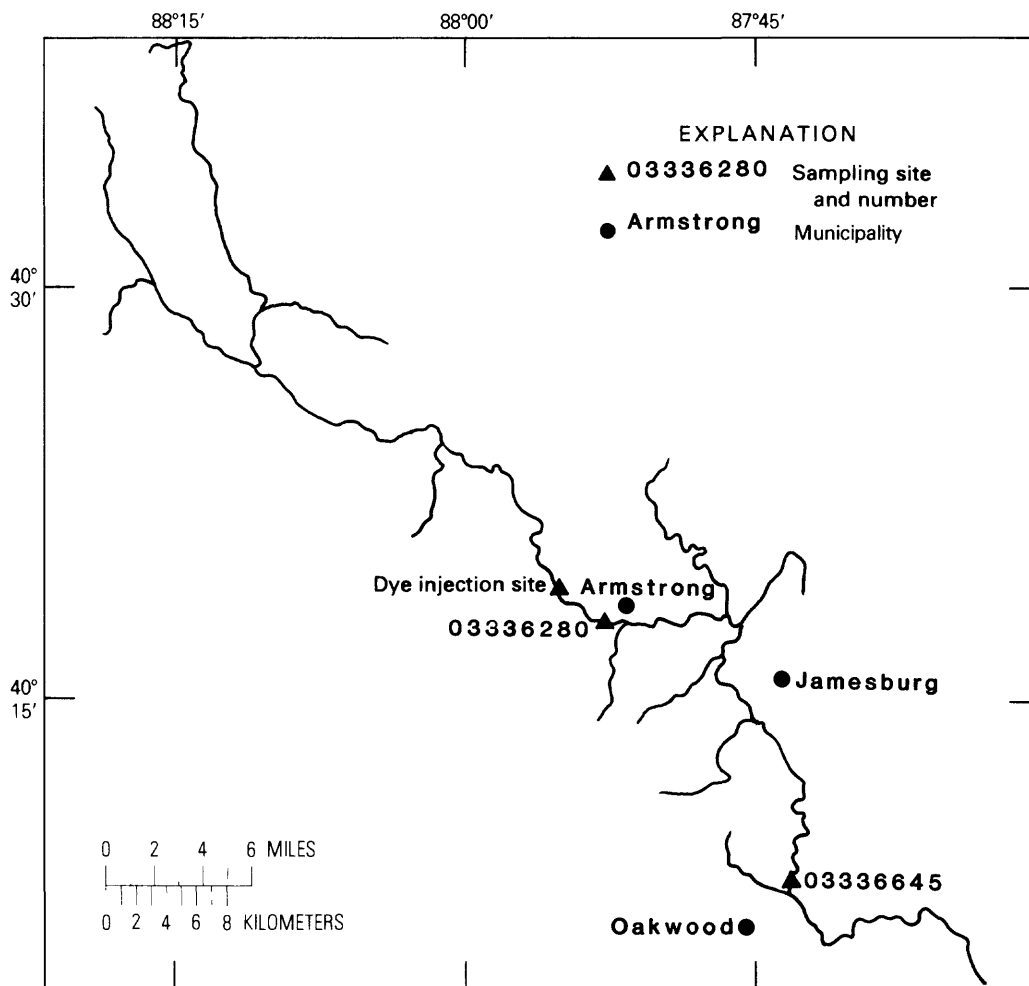 88°15′ 88°00′ 87°45′
EXPLANATION
03336280 Sampling site
and number
Armstrong Municipality
40°
30′
Dye injection site
Armstrong
03336280
40°
15′
Jamesburg
0 2 4 6 MILES
0 2 4 6 8 KILOMETERS
03336645
Oakwood